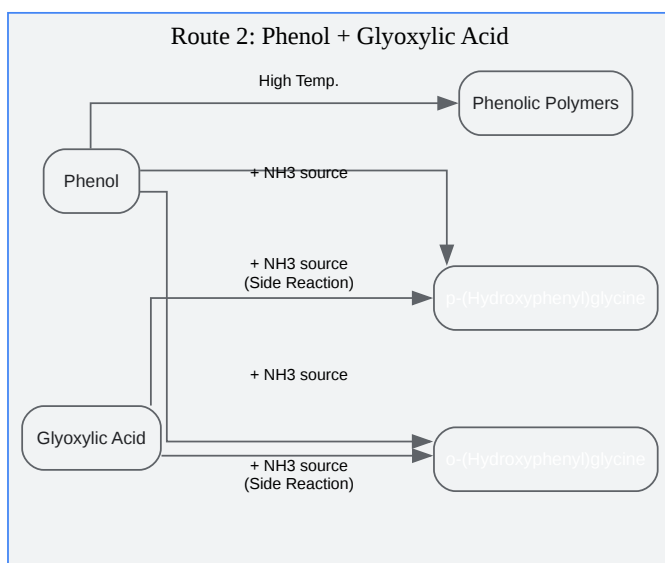 Route 2: Phenol + Glyoxylic Acid
High Temp.
Phenolic Polymers
Phenol
+ NH3 source
+ NH3 source
(Side Reaction)
p-(Hydroxyphenyl)glycine
+ NH3 source
Glyoxylic Acid
+ NH3 source
(Side Reaction)
o-(Hydroxyphenyl)glycine